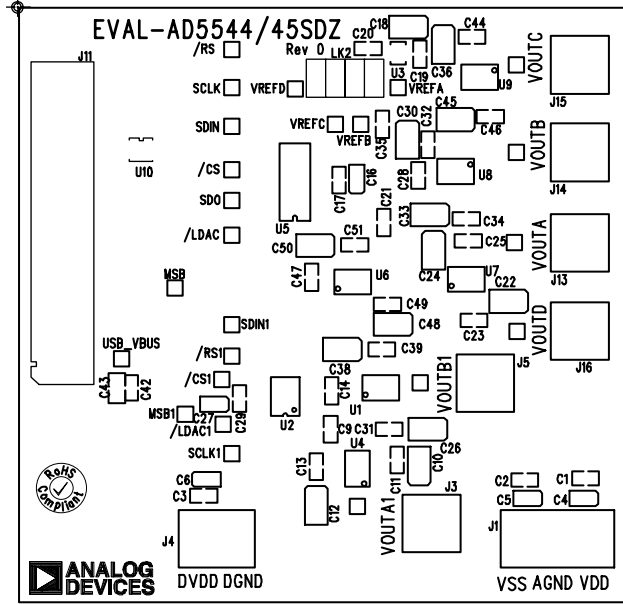 EVAL-AD5544/45SDZ
C18
C44
/RS
Rev 0
C20
LK2
J11
U3
C19
C36
U9
VOUTC
J15
SCLK
VREFD
VREFA
C30
C32
C45
C46
SDIN
VREFC
VREFB
C35
VOUTB
U10
/CS
C17
C16
C28
U8
J14
SDO
U5
C21
C33
C34
VOUTA
/LDAC
C50
C51
C24
C25
MSB
C47
U6
U7
C22
J13
C49
SDIN1
C48
C23
VOUTD
USB_VBUS
/RS1
C38
C39
J5
J16
C43
C42
/CS1
C14
U1
VOUTB1
MSB1
C27
C29
U2
/LDAC1
C9
C31
C26
SCLK1
U4
RoHS
Compliant
C13
C11
C10
C6
C3
C2
C1
C5
C4
C12
J3
J4
VOUTA1
J1
ANALOG
DEVICES
DVDD DGND
VSS AGND VDD